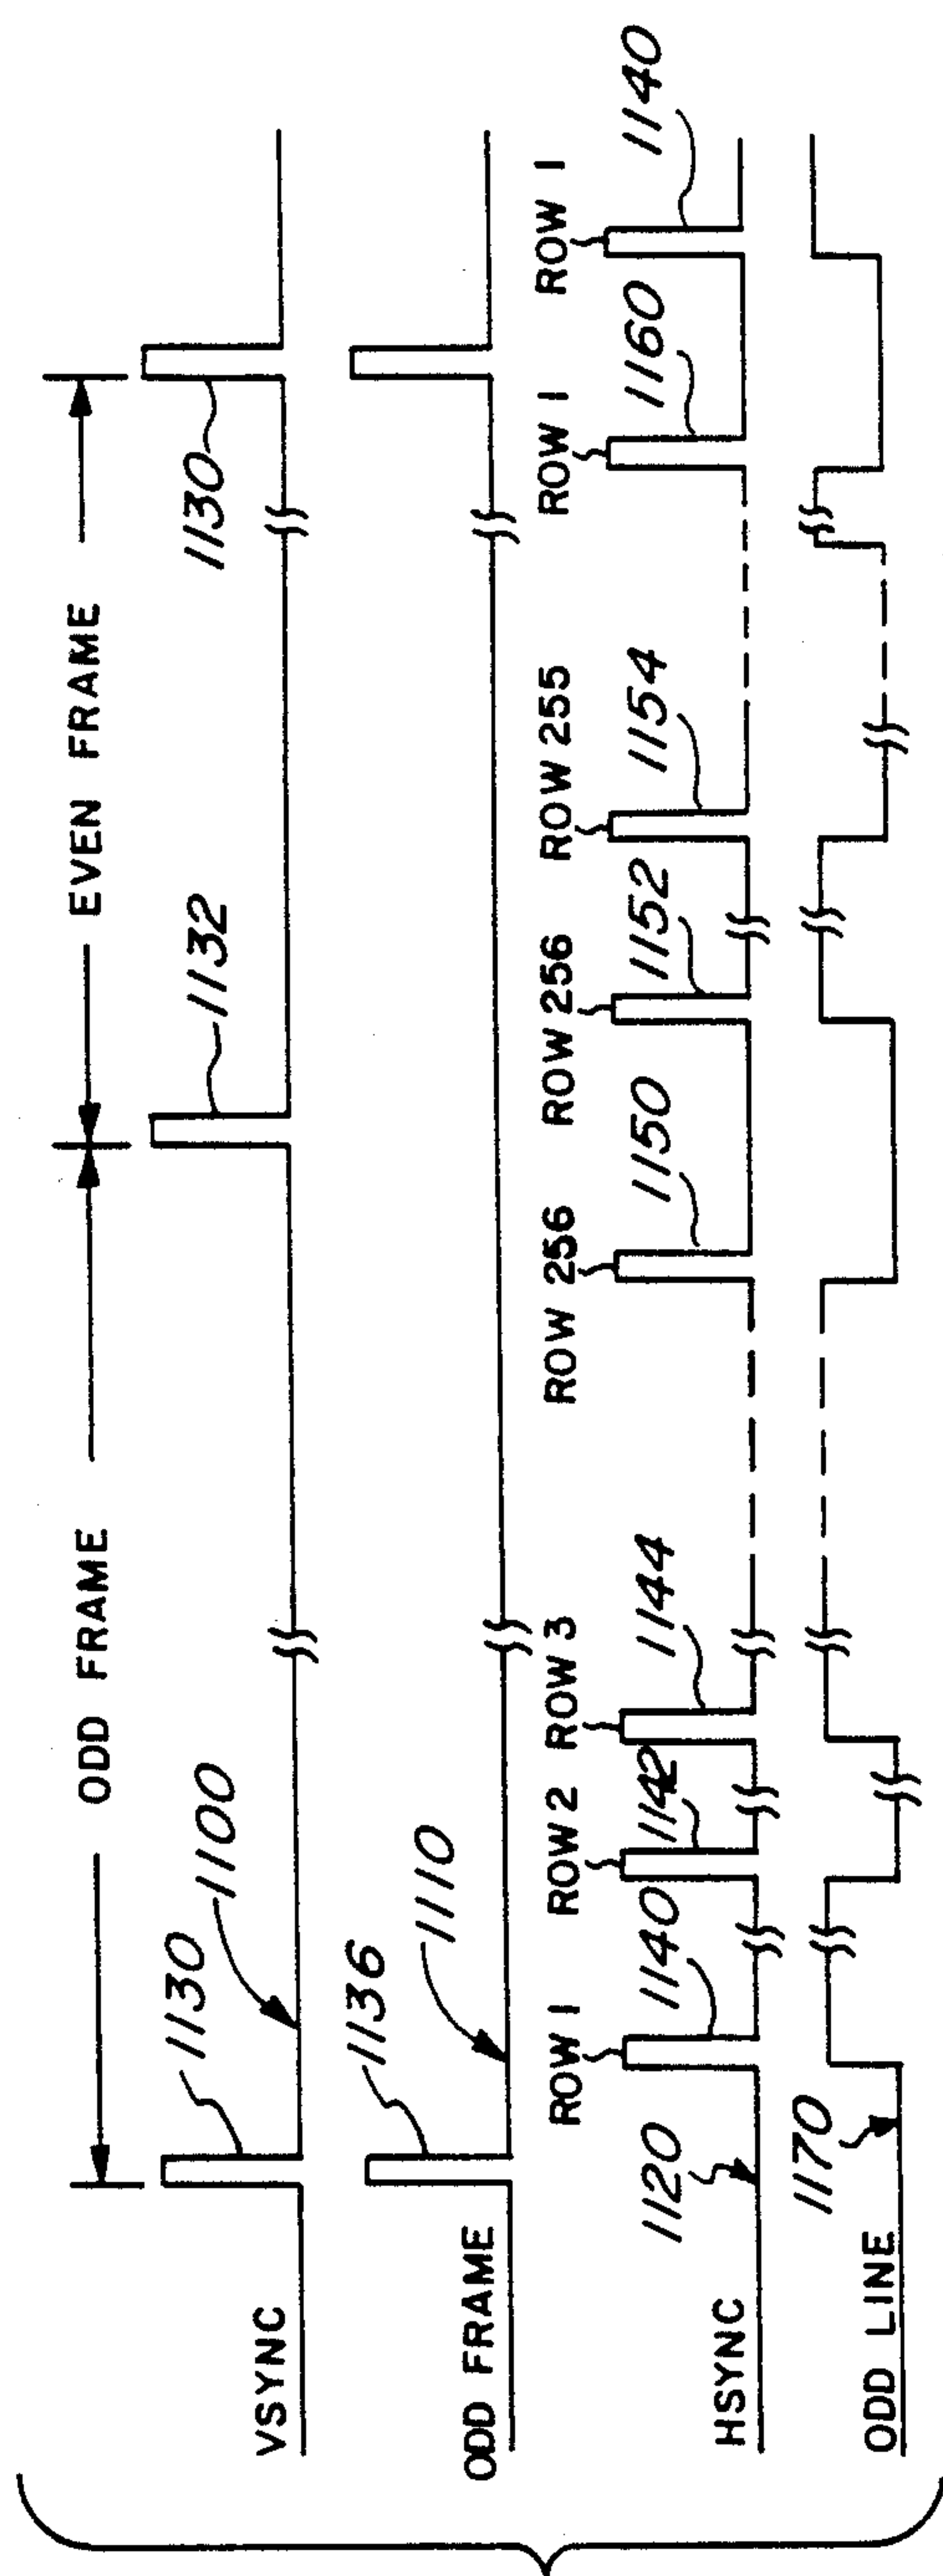 ODD FRAME EVEN FRAME
VSYNC 1130 1100 1132 1130
ODD FRAME 1136 1110
ROW 1 ROW 2 ROW 3 ROW 256 ROW 256 ROW 255 ROW 1 ROW 1
HSYNC 1120 1140 1142 1144 1150 1152 1154 1160 1140
ODD LINE 1170